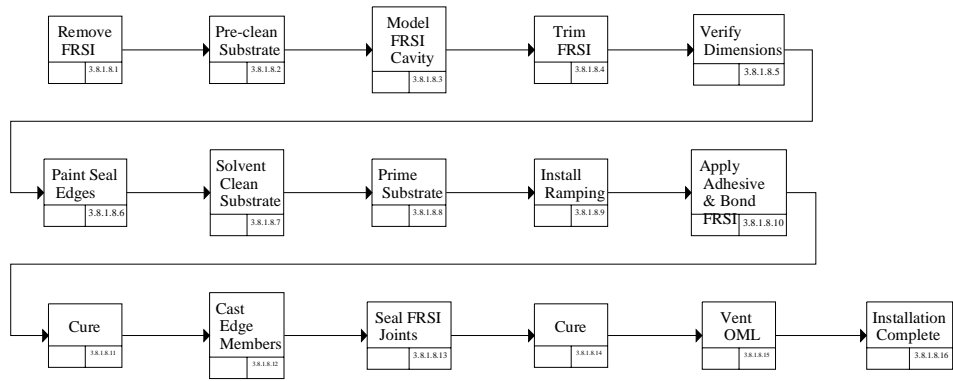 Remove
FRSI
3.8.1.8.1
Pre-clean
Substrate
3.8.1.8.2
Model
FRSI
Cavity
3.8.1.8.3
Trim
FRSI
3.8.1.8.4
Verify
Dimensions
3.8.1.8.5
Paint Seal
Edges
3.8.1.8.6
Solvent
Clean
Substrate
3.8.1.8.7
Prime
Substrate
3.8.1.8.8
Install
Ramping
3.8.1.8.9
Apply
Adhesive
& Bond
FRSI
3.8.1.8.10
Cure
3.8.1.8.11
Cast
Edge
Members
3.8.1.8.12
Seal FRSI
Joints
3.8.1.8.13
Cure
3.8.1.8.14
Vent
OML
3.8.1.8.15
Installation
Complete
3.8.1.8.16